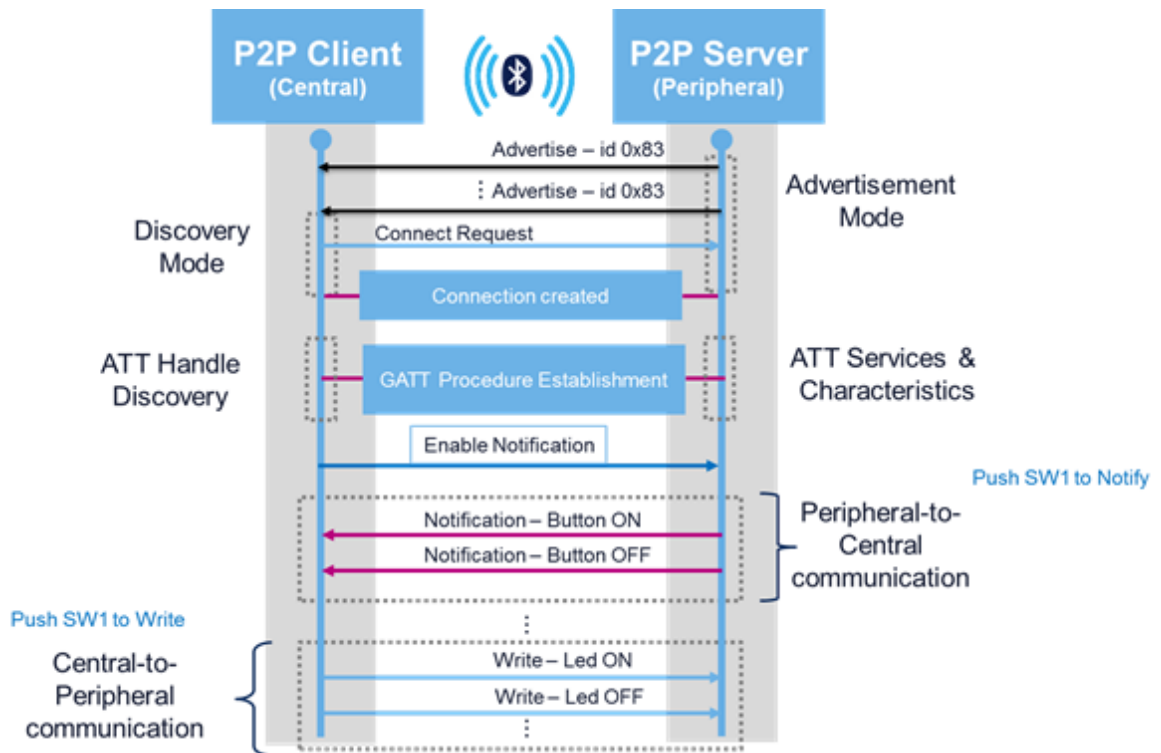 P2P Client
(Central)
P2P Server
(Peripheral)
Advertise – id 0x83
Advertise – id 0x83
Advertisement
Mode
Discovery
Mode
Connect Request
Connection created
ATT Handle
Discovery
GATT Procedure Establishment
ATT Services &
Characteristics
Enable Notification
Push SW1 to Notify
Notification – Button ON
Notification – Button OFF
Peripheral-to-
Central
communication
Push SW1 to Write
Central-to-
Peripheral
communication
Write – Led ON
Write – Led OFF